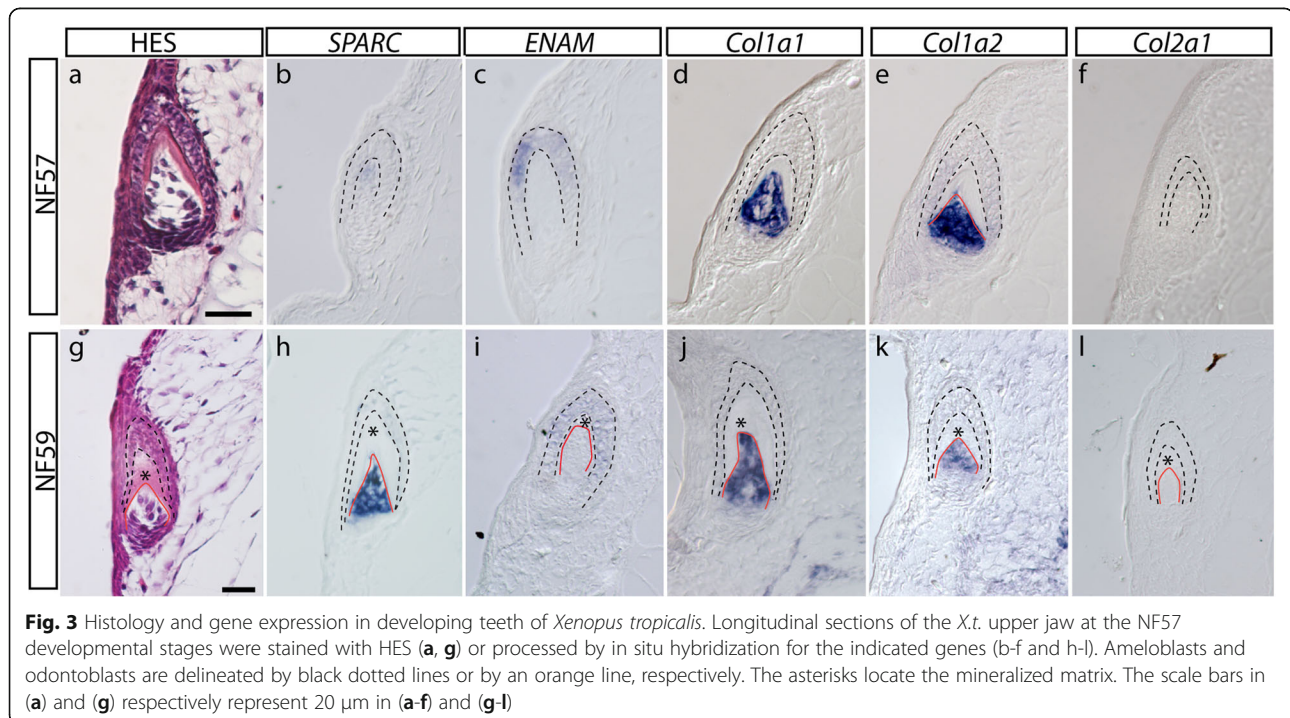 HES SPARC ENAM Col1a1 Col1a2 Col2a1
NF57
a b c d e f
NF59
g h i j k l
* * * * * *
Fig. 3 Histology and gene expression in developing teeth of Xenopus tropicalis. Longitudinal sections of the X.t. upper jaw at the NF57
developmental stages were stained with HES (a, g) or processed by in situ hybridization for the indicated genes (b-f and h-l). Ameloblasts and
odontoblasts are delineated by black dotted lines or by an orange line, respectively. The asterisks locate the mineralized matrix. The scale bars in
(a) and (g) respectively represent 20 μm in (a-f) and (g-l)